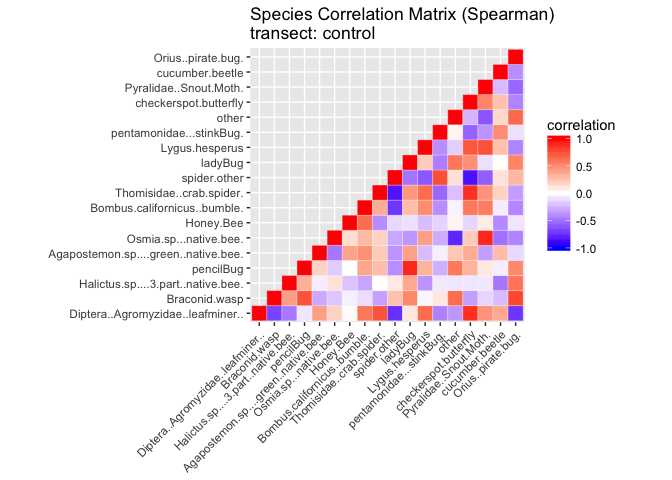 Species Correlation Matrix (Spearman)
transect: control
Orius..pirate.bug.
cucumber.beetle
Pyralidae..Snout.Moth.
checkerspot.butterfly
other
pentamonidae...stinkBug.
Lygus.hesperus
ladyBug
spider.other
Thomisidae..crab.spider.
Bombus.californicus..bumble.
Honey.Bee
Osmia.sp...native.bee.
Agapostemon.sp....green..native.bee.
pencilBug
Halictus.sp....3.part..native.bee.
Braconid.wasp
Diptera..Agromyzidae..leafminer..
correlation
1.0
0.5
0.0
-0.5
-1.0
Diptera..Agromyzidae..leafminer..
Braconid.wasp
Halictus.sp....3.part..native.bee.
pencilBug
Agapostemon.sp....green..native.bee.
Osmia.sp...native.bee.
Honey.Bee
Bombus.californicus..bumble.
Thomisidae..crab.spider.
spider.other
ladyBug
Lygus.hesperus
pentamonidae...stinkBug.
other
checkerspot.butterfly
Pyralidae..Snout.Moth.
cucumber.beetle
Orius..pirate.bug.